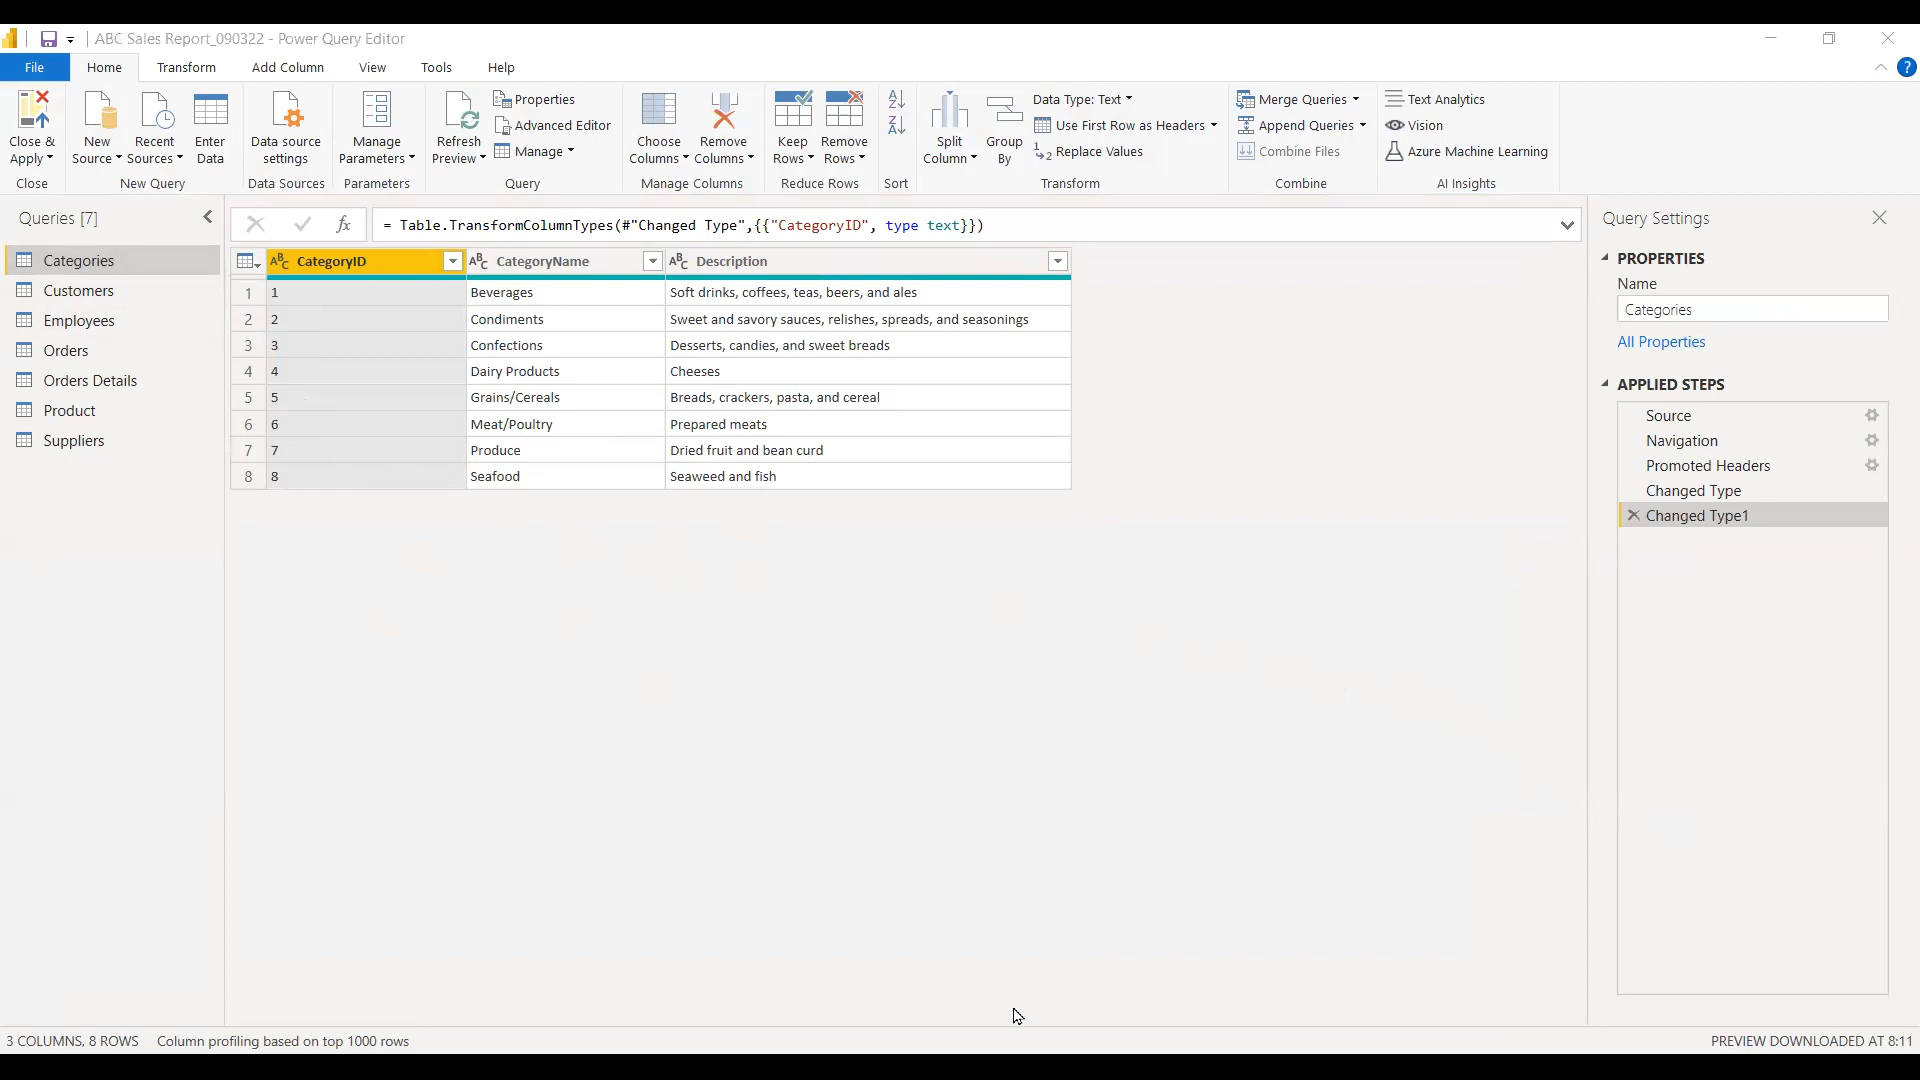 ABC Sales Report_090322 - Power Query Editor
File Home Transform Add Column View Tools Help
?
Close & Apply
New Source
Recent Sources
Enter Data
Data source settings
Manage Parameters
Refresh Preview
Properties
Advanced Editor
Manage
Choose Columns
Remove Columns
Keep Rows
Remove Rows
Split Column
Group By
Data Type: Text
Use First Row as Headers
Replace Values
Merge Queries
Append Queries
Combine Files
Text Analytics
Vision
Azure Machine Learning
Close New Query Data Sources Parameters Query Manage Columns Reduce Rows Sort Transform Combine AI Insights
Queries [7]
Categories
Customers
Employees
Orders
Orders Details
Product
Suppliers
fx = Table.TransformColumnTypes(#"Changed Type",{{"CategoryID", type text}})
ABC CategoryID ABC CategoryName ABC Description
1 1 Beverages Soft drinks, coffees, teas, beers, and ales
2 2 Condiments Sweet and savory sauces, relishes, spreads, and seasonings
3 3 Confections Desserts, candies, and sweet breads
4 4 Dairy Products Cheeses
5 5 Grains/Cereals Breads, crackers, pasta, and cereal
6 6 Meat/Poultry Prepared meats
7 7 Produce Dried fruit and bean curd
8 8 Seafood Seaweed and fish
Query Settings
PROPERTIES
Name
Categories
All Properties
APPLIED STEPS
Source
Navigation
Promoted Headers
Changed Type
Changed Type1
3 COLUMNS, 8 ROWS Column profiling based on top 1000 rows
PREVIEW DOWNLOADED AT 8:11